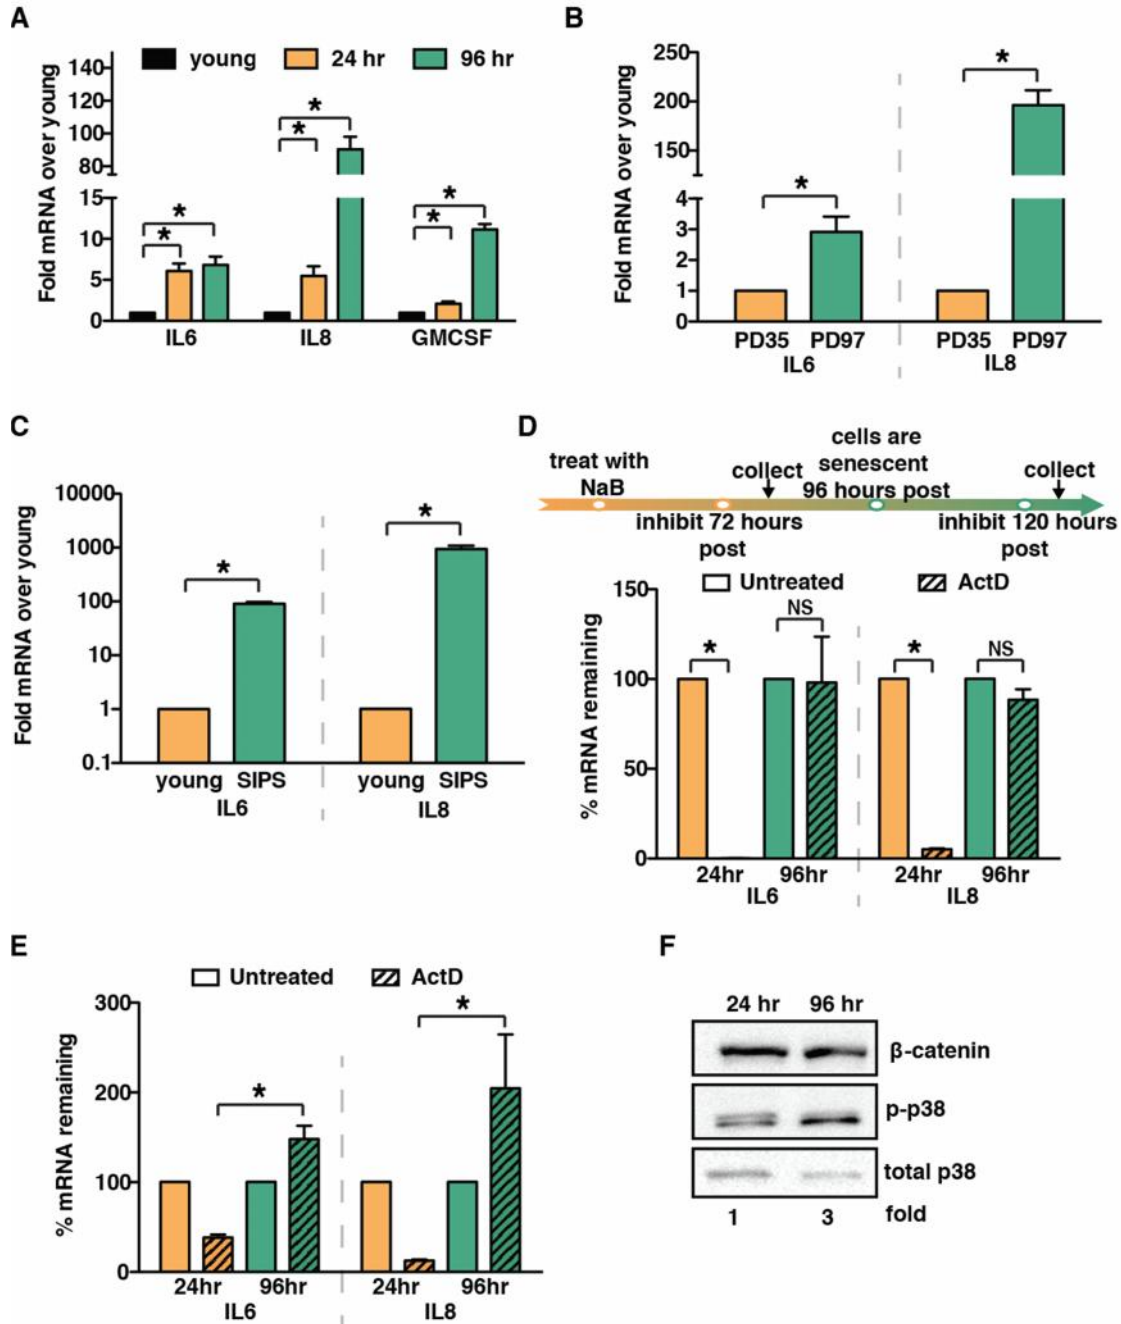 A
young 24 hr 96 hr
Fold mRNA over young
140
120
100
80
15
10
5
0
* * * * * *
IL6 IL8 GMCSF
B
Fold mRNA over young
250
200
150
4
3
2
1
0
* *
PD35 PD97 PD35 PD97
IL6 IL8
C
Fold mRNA over young
10000
1000
100
10
1
0.1
* *
young SIPS young SIPS
IL6 IL8
D
treat with
NaB
collect
cells are
senescent
96 hours post
collect
inhibit 72 hours
post
inhibit 120 hours
post
Untreated ActD
% mRNA remaining
150
100
50
0
* NS * NS
24hr 96hr 24hr 96hr
IL6 IL8
E
Untreated ActD
% mRNA remaining
300
200
100
0
* *
24hr 96hr 24hr 96hr
IL6 IL8
F
24 hr 96 hr
β-catenin
p-p38
total p38
1 3 fold